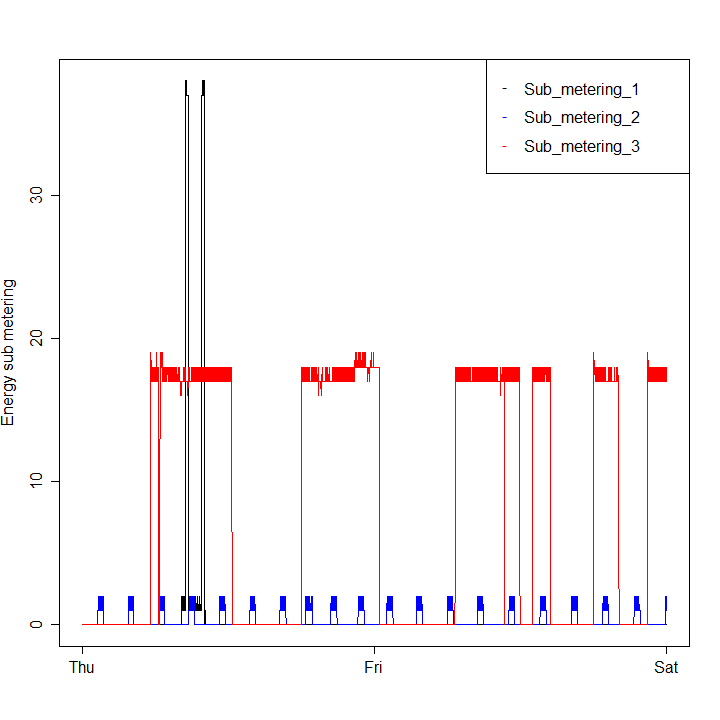 Sub_metering_1
Sub_metering_2
Sub_metering_3
Energy sub metering
30
20
10
0
Thu
Fri
Sat